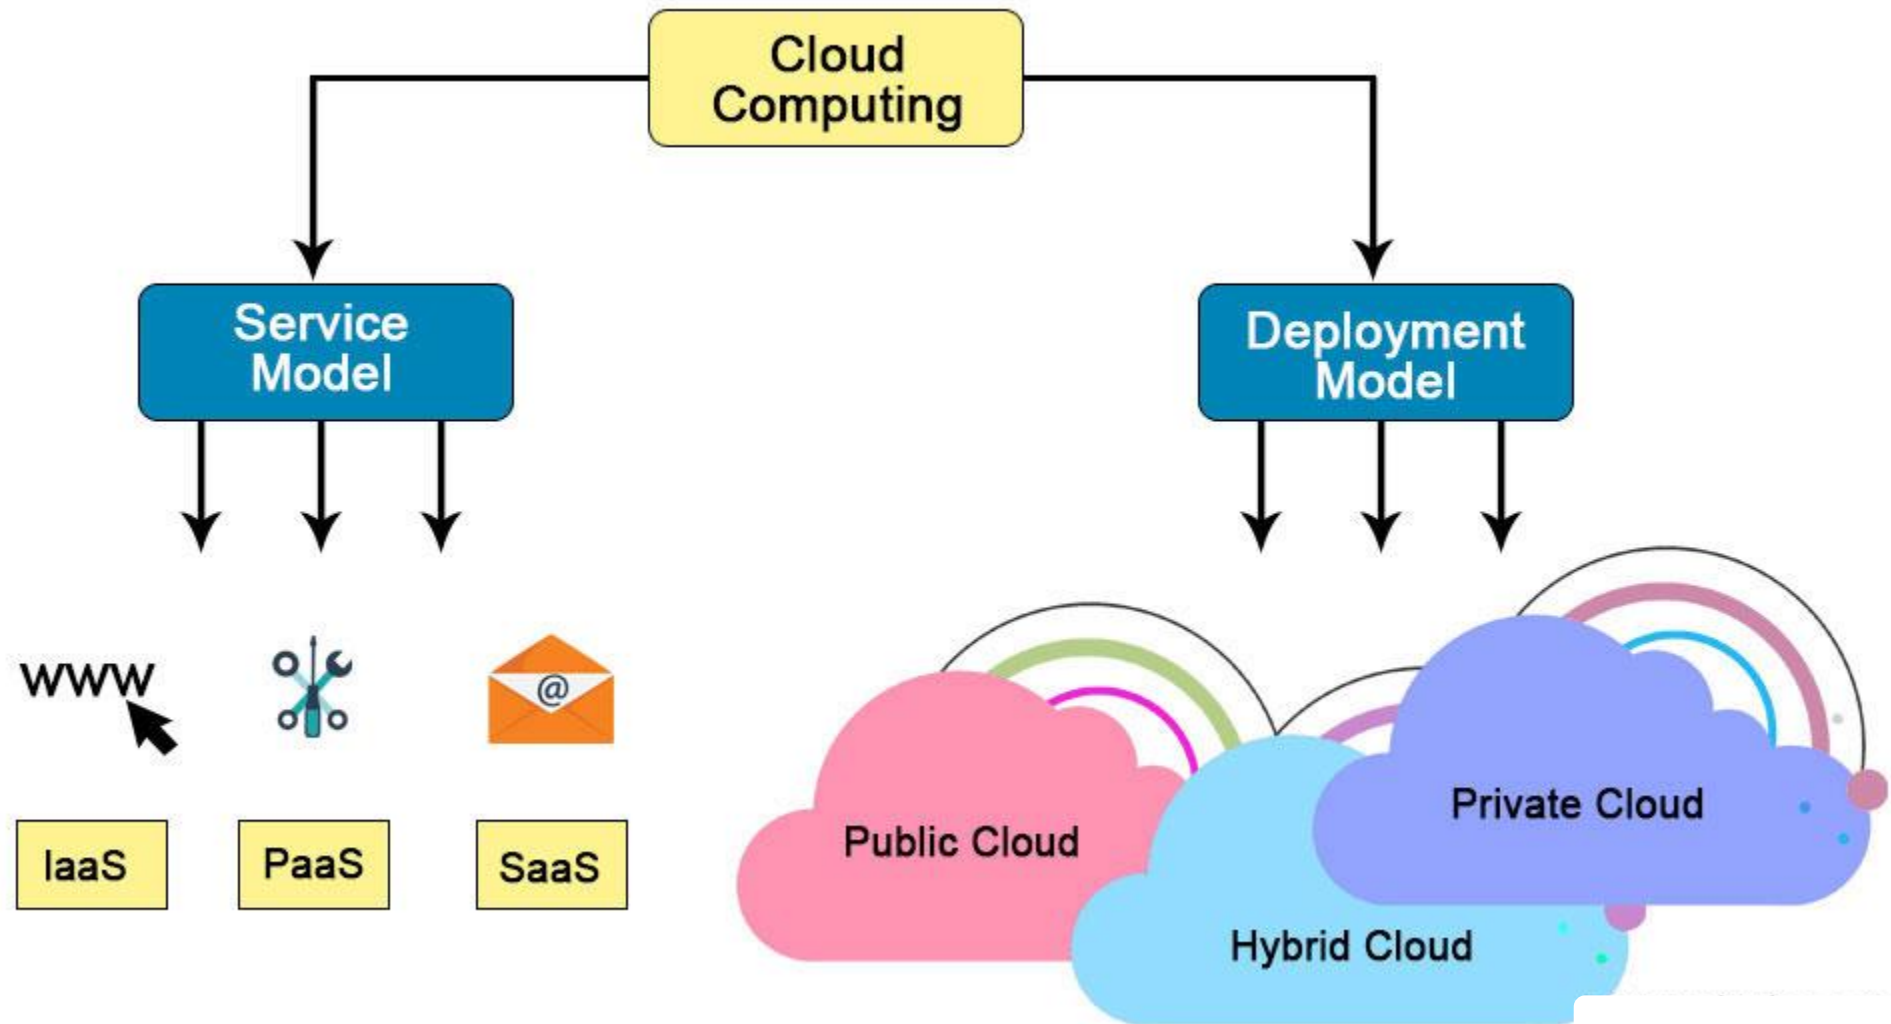 Cloud
Computing
Service
Model
Deployment
Model
www
@
IaaS
PaaS
SaaS
Public Cloud
Hybrid Cloud
Private Cloud